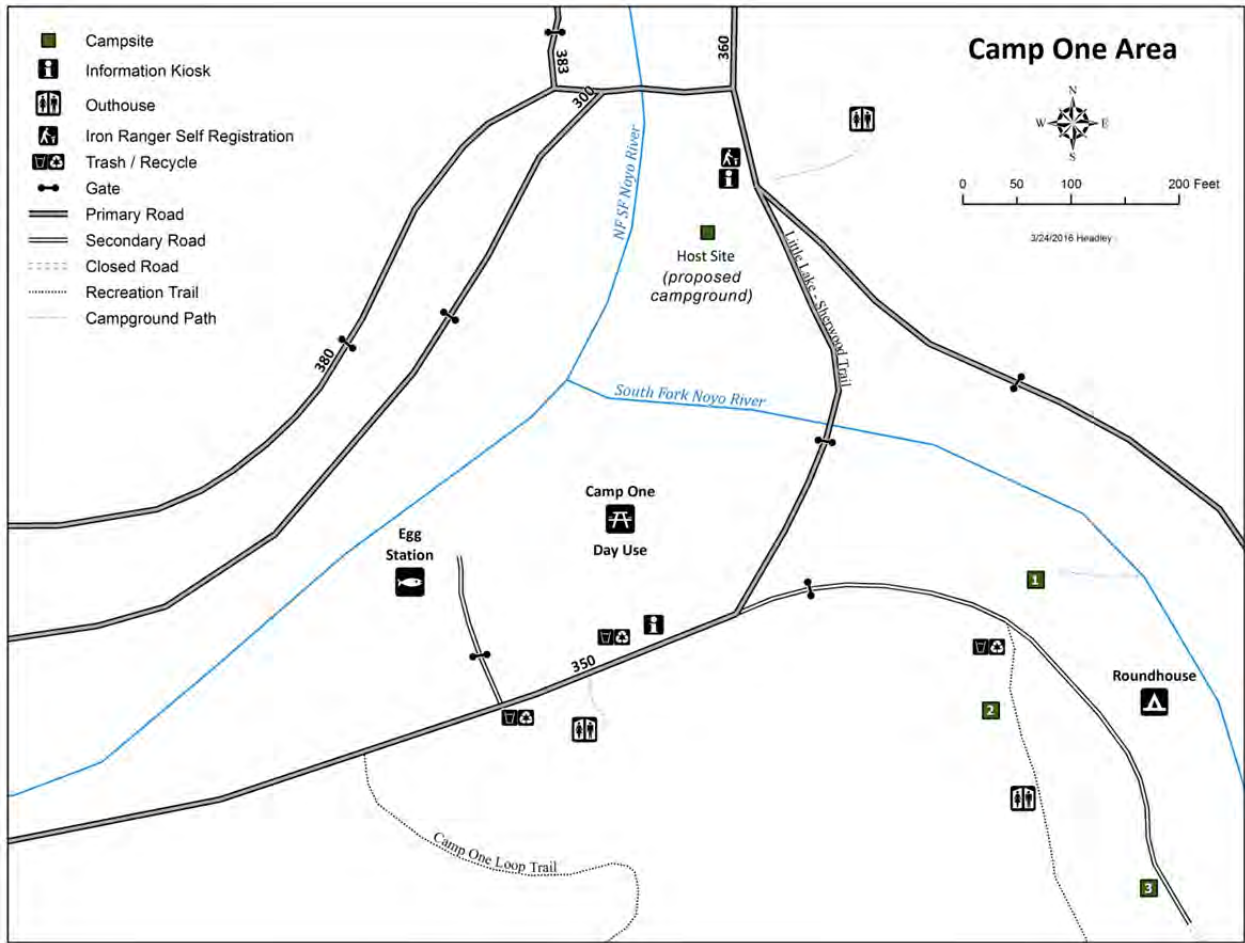 Camp One Area
N
W
E
S
0 50 100 200 Feet
3/24/2016 Headley
Campsite
Information Kiosk
Outhouse
Iron Ranger Self Registration
Trash / Recycle
Gate
Primary Road
Secondary Road
Closed Road
Recreation Trail
Campground Path
383
300
360
NF SF Noyo River
Host Site
(proposed
campground)
Little Lake - Sherwood Trail
380
South Fork Noyo River
Camp One
Day Use
Egg
Station
350
1
2
Roundhouse
3
Camp One Loop Trail